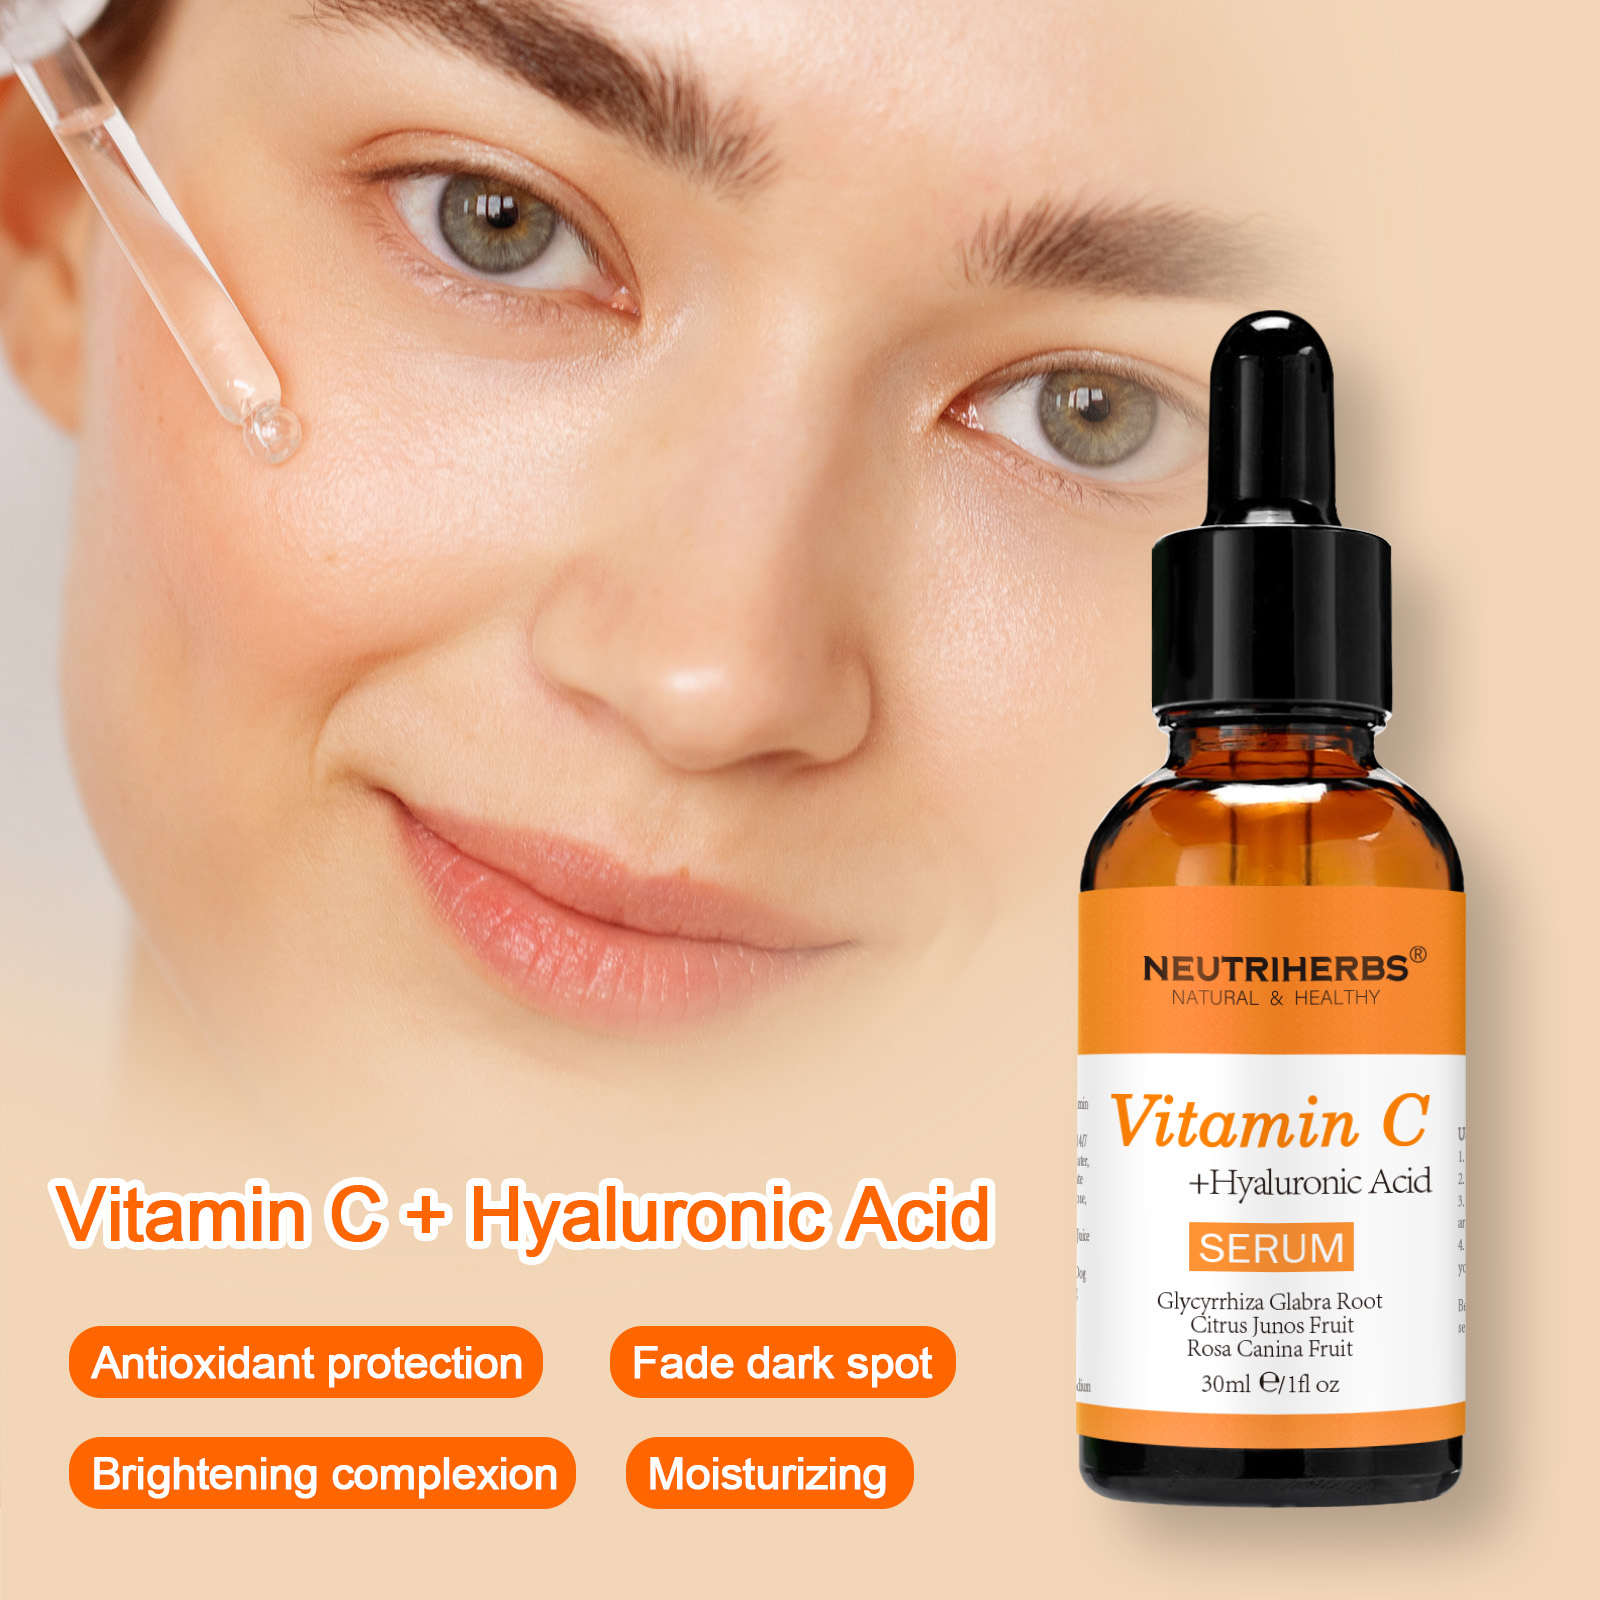 Vitamin C + Hyaluronic Acid
Antioxidant protection
Fade dark spot
Brightening complexion
Moisturizing
NEUTRIHERBS®
NATURAL & HEALTHY
Vitamin C
+Hyaluronic Acid
SERUM
Glycyrrhiza Glabra Root
Citrus Junos Fruit
Rosa Canina Fruit
30ml ℮/1fl oz